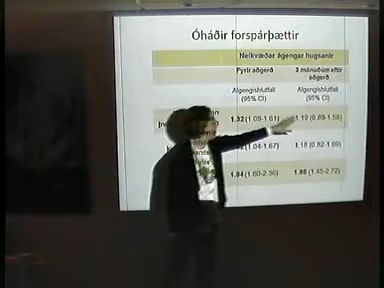 Óháðir forspárþættir
Neikvæðar ágengar hugsanir
Fyrir aðgerð
3 mánuðum eftir aðgerð
Algengishlutfall (95% CI)
Algengishlutfall (95% CI)
1.32 (1.09-1.61)
1.19 (0.89-1.58)
(1.04-1.67)
1.18 (0.82-1.69)
1.94 (1.60-2.36)
1.98 (1.45-2.72)